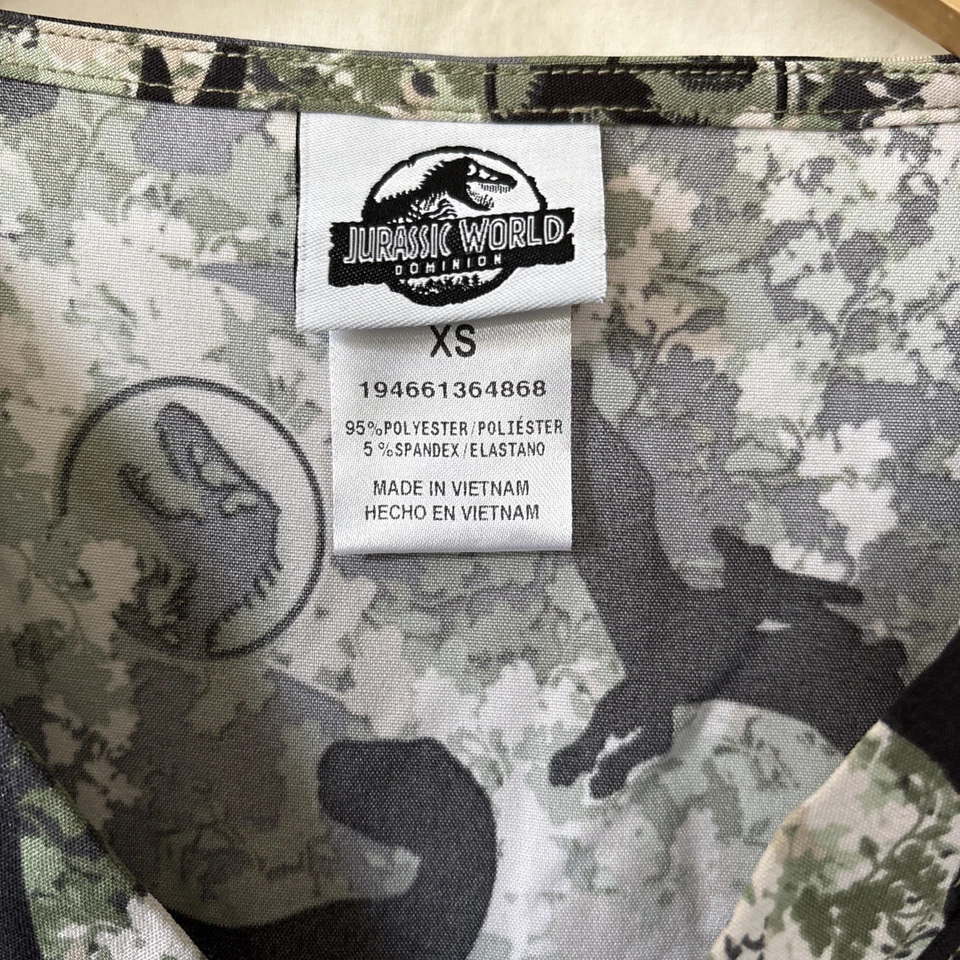 JURASSIC WORLD
DOMINION
XS
194661364868
95%POLYESTER/POLIÉSTER
5%SPANDEX/ELASTANO
MADE IN VIETNAM
HECHO EN VIETNAM